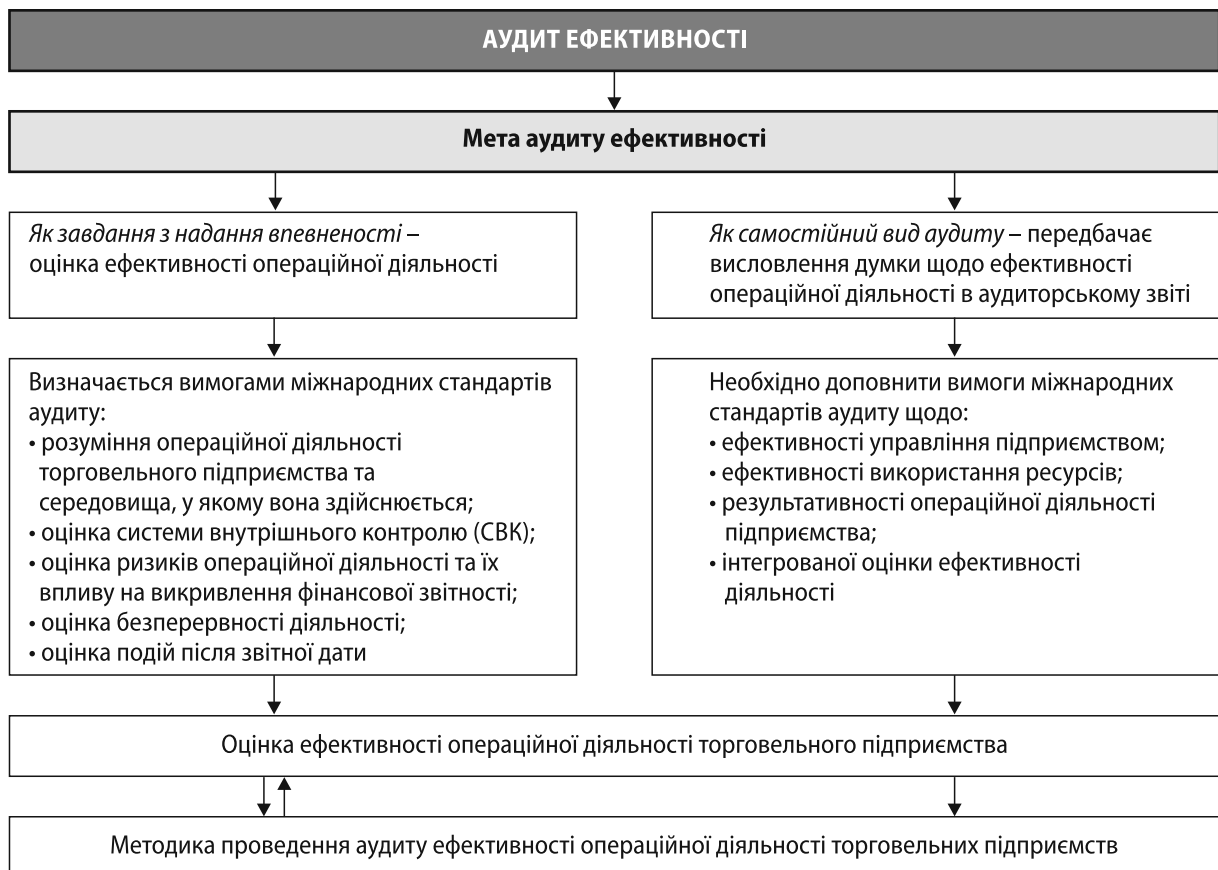 АУДИТ ЕФЕКТИВНОСТІ
Мета аудиту ефективності
Як завдання з надання впевненості –
оцінка ефективності операційної діяльності
Як самостійний вид аудиту – передбачає
висловлення думки щодо ефективності
операційної діяльності в аудиторському звіті
Визначається вимогами міжнародних стандартів
аудиту:
• розуміння операційної діяльності
торговельного підприємства та
середовища, у якому вона здійснюється;
• оцінка системи внутрішнього контролю (СВК);
• оцінка ризиків операційної діяльності та їх
впливу на викривлення фінансової звітності;
• оцінка безперервності діяльності;
• оцінка подій після звітної дати
Необхідно доповнити вимоги міжнародних
стандартів аудиту щодо:
• ефективності управління підприємством;
• ефективності використання ресурсів;
• результативності операційної діяльності
підприємства;
• інтегрованої оцінки ефективності
діяльності
Оцінка ефективності операційної діяльності торговельного підприємства
Методика проведення аудиту ефективності операційної діяльності торговельних підприємств